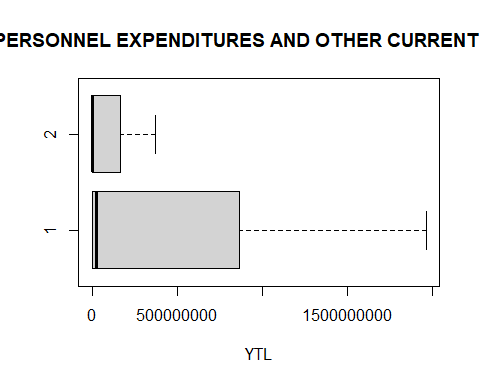 PERSONNEL EXPENDITURES AND OTHER CURRENT
2
1
0 500000000 1500000000
YTL